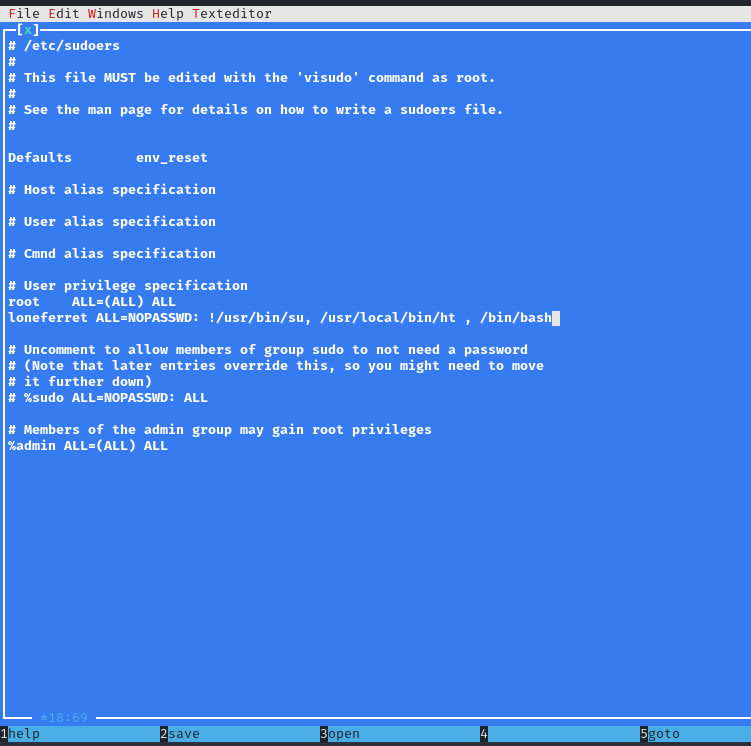 File Edit Windows Help Texteditor
[x]
# /etc/sudoers
#
# This file MUST be edited with the 'visudo' command as root.
#
# See the man page for details on how to write a sudoers file.
#
Defaults        env_reset
# Host alias specification
# User alias specification
# Cmnd alias specification
# User privilege specification
root    ALL=(ALL) ALL
loneferret ALL=NOPASSWD: !/usr/bin/su, /usr/local/bin/ht , /bin/bash
# Uncomment to allow members of group sudo to not need a password
# (Note that later entries override this, so you might need to move
# it further down)
# %sudo ALL=NOPASSWD: ALL
# Members of the admin group may gain root privileges
%admin ALL=(ALL) ALL
*18:69
1help 2save 3open 4 5goto